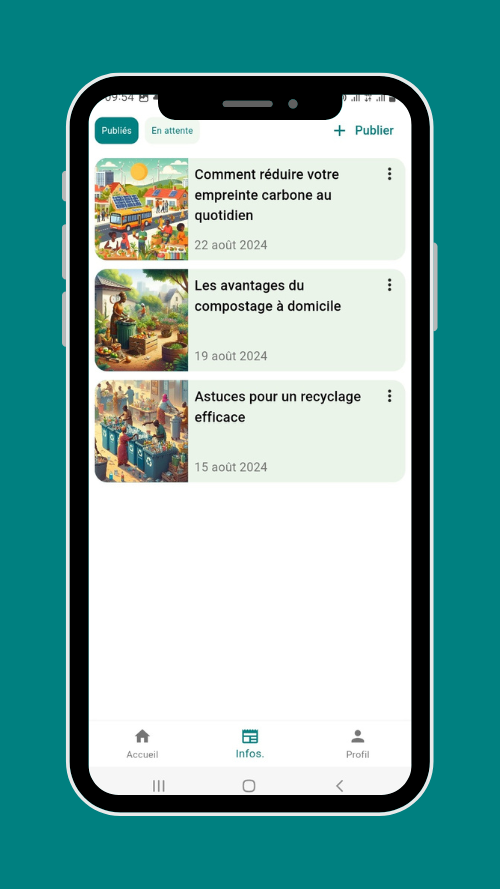 09:54
Publiés
En attente
+ Publier
Comment réduire votre
empreinte carbone au
quotidien
22 août 2024
Les avantages du
compostage à domicile
19 août 2024
Astuces pour un recyclage
efficace
15 août 2024
Accueil
Infos.
Profil